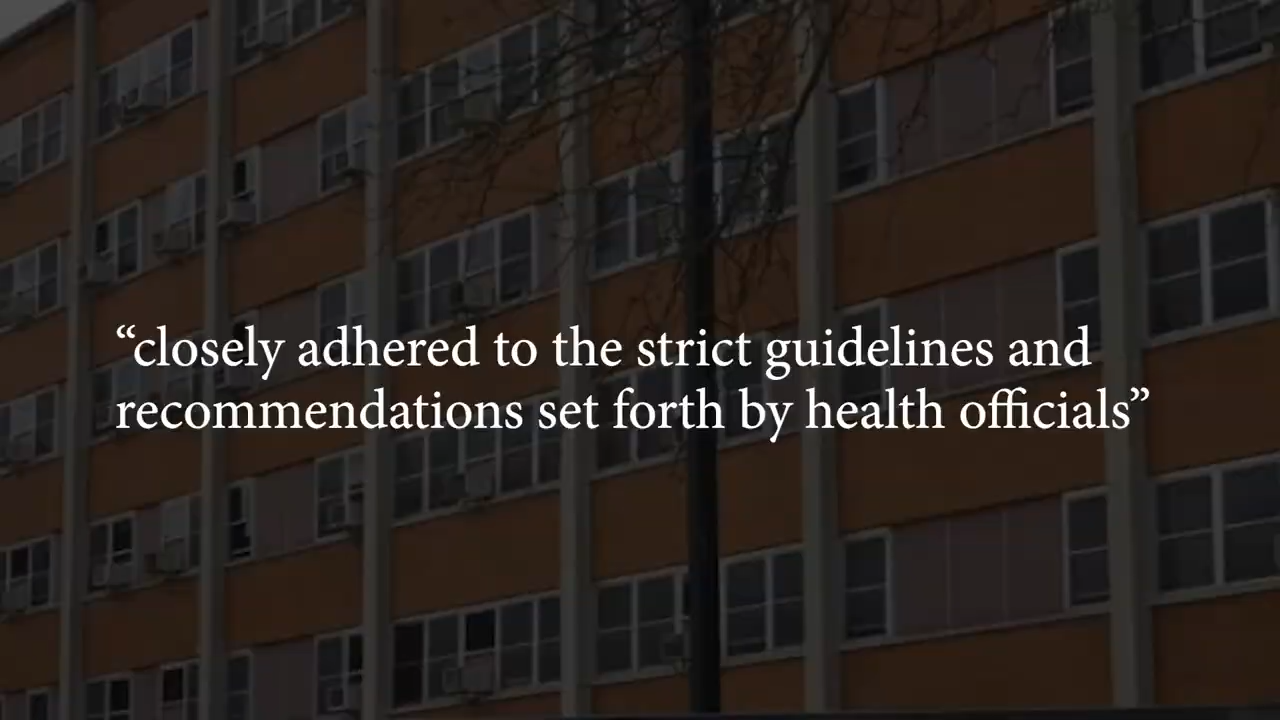 “closely adhered to the strict guidelines and
recommendations set forth by health officials”